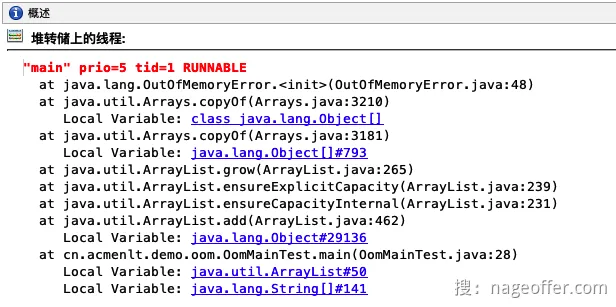 概述
堆转储上的线程:
"main" prio=5 tid=1 RUNNABLE
at java.lang.OutOfMemoryError.<init>(OutOfMemoryError.java:48)
at java.util.Arrays.copyOf(Arrays.java:3210)
Local Variable: class java.lang.Object[]
at java.util.Arrays.copyOf(Arrays.java:3181)
Local Variable: java.lang.Object[]#793
at java.util.ArrayList.grow(ArrayList.java:265)
at java.util.ArrayList.ensureExplicitCapacity(ArrayList.java:239)
at java.util.ArrayList.ensureCapacityInternal(ArrayList.java:231)
at java.util.ArrayList.add(ArrayList.java:462)
Local Variable: java.lang.Object#29136
at cn.acmenlt.demo.oom.OomMainTest.main(OomMainTest.java:28)
Local Variable: java.util.ArrayList#50
Local Variable: java.lang.String[]#141
搜: nageoffer.com